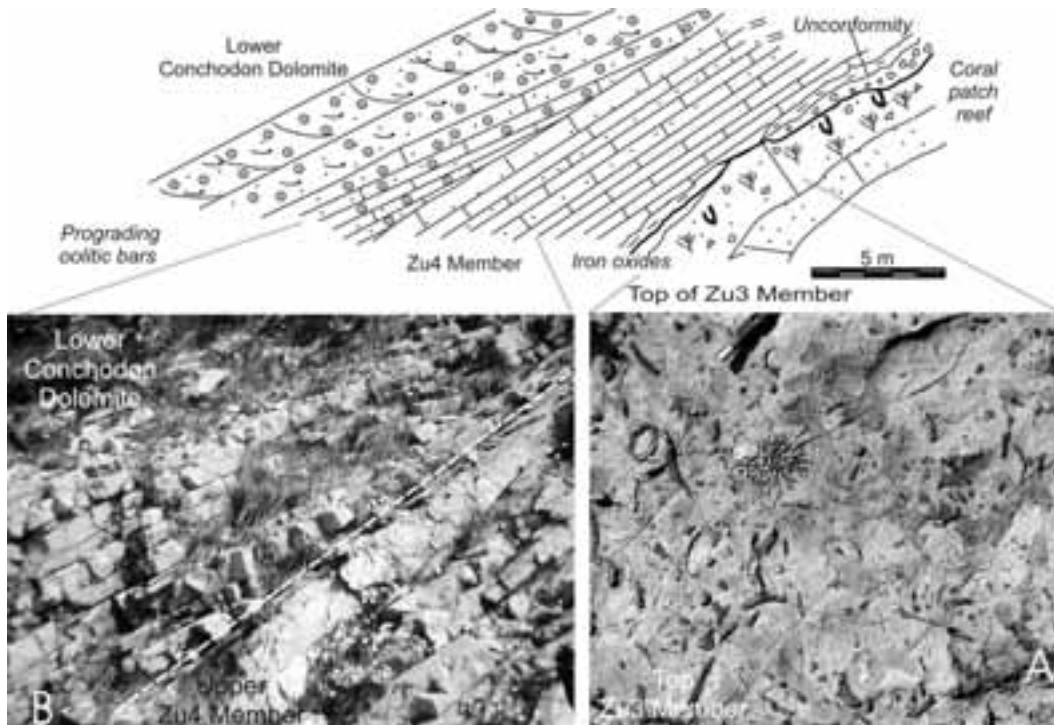 Lower
Conchodon Dolomite
Unconformity
Coral
patch
reef
Prograding
oolitic bars
Zu4 Member
Iron oxides
5 m
Top of Zu3 Member
Lower
Conchodon
Dolomite
B
Upper
Zu4 Member
A
Top
Zu3 Member